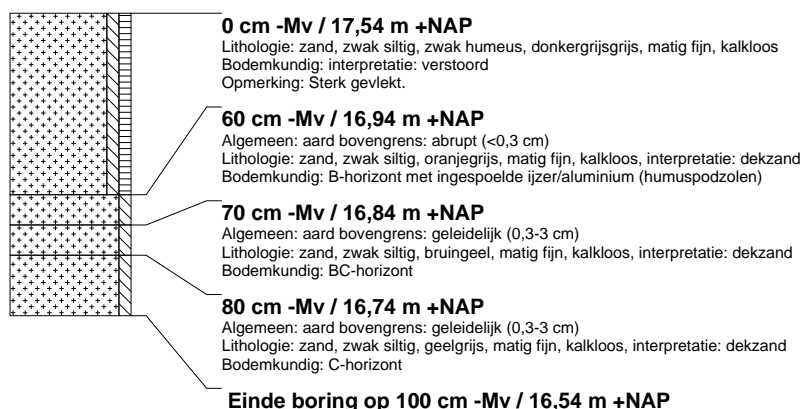 0 cm -Mv / 17,54 m +NAP
Lithologie: zand, zwak siltig, zwak humeus, donkergrijsgrijs, matig fijn, kalkloos
Bodemkundig: interpretatie: verstoord
Opmerking: Sterk gevlekt.
60 cm -Mv / 16,94 m +NAP
Algemeen: aard bovengrens: abrupt (<0,3 cm)
Lithologie: zand, zwak siltig, oranjegrijs, matig fijn, kalkloos, interpretatie: dekzand
Bodemkundig: B-horizont met ingespoelde ijzer/aluminium (humuspodzolen)
70 cm -Mv / 16,84 m +NAP
Algemeen: aard bovengrens: geleidelijk (0,3-3 cm)
Lithologie: zand, zwak siltig, bruingeel, matig fijn, kalkloos, interpretatie: dekzand
Bodemkundig: BC-horizont
80 cm -Mv / 16,74 m +NAP
Algemeen: aard bovengrens: geleidelijk (0,3-3 cm)
Lithologie: zand, zwak siltig, geelgrijs, matig fijn, kalkloos, interpretatie: dekzand
Bodemkundig: C-horizont
Einde boring op 100 cm -Mv / 16,54 m +NAP